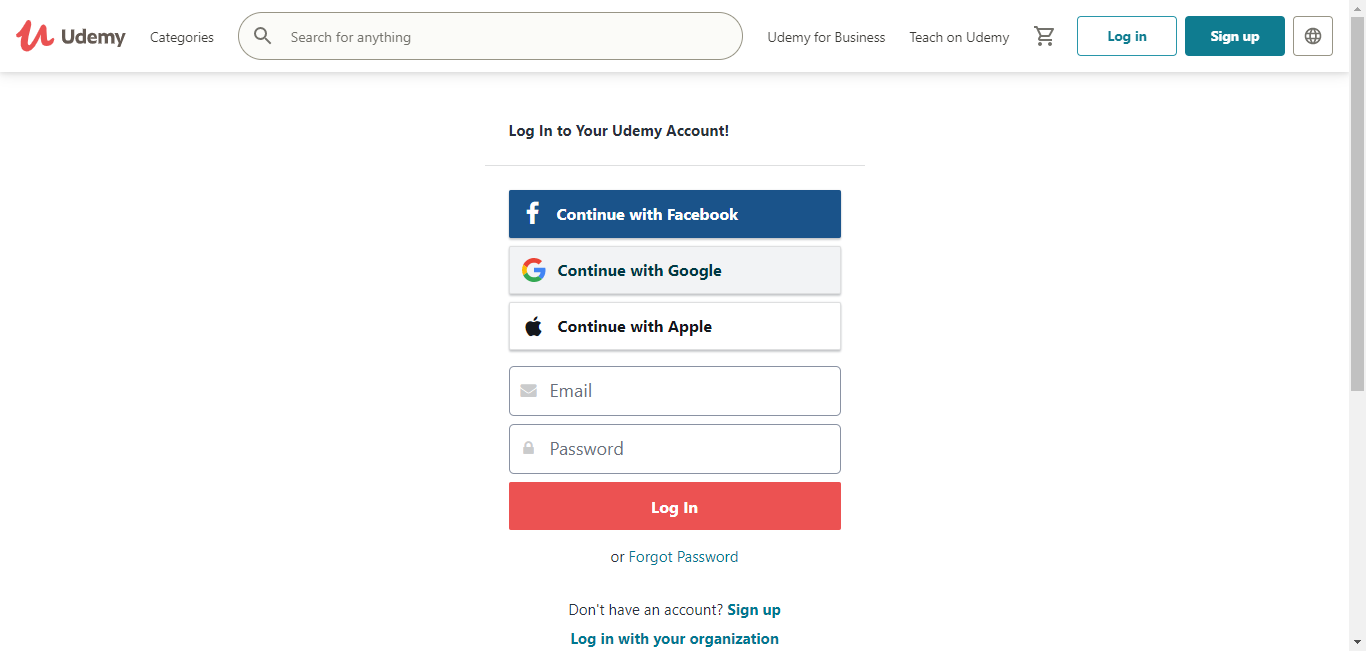 Udemy
Categories
Search for anything
Udemy for Business
Teach on Udemy
Log in
Sign up
Log In to Your Udemy Account!
Continue with Facebook
Continue with Google
Continue with Apple
Email
Password
Log In
or Forgot Password
Don't have an account? Sign up
Log in with your organization